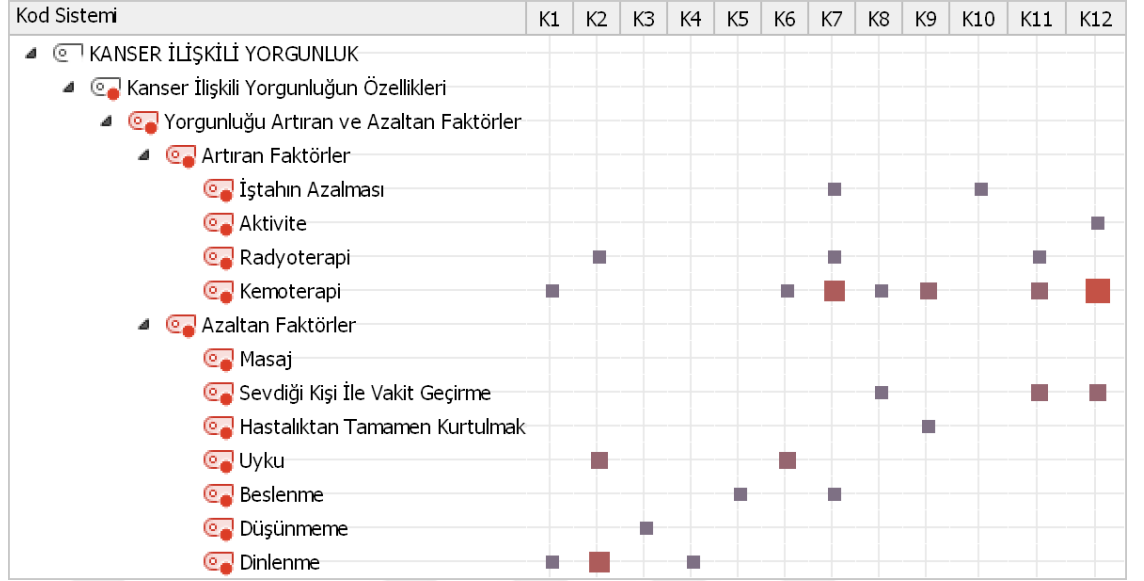 Kod Sistemi K1 K2 K3 K4 K5 K6 K7 K8 K9 K10 K11 K12
KANSER İLİŞKİLİ YORGUNLUK
Kanser İlişkili Yorgunluğun Özellikleri
Yorgunluğu Artıran ve Azaltan Faktörler
Artıran Faktörler
İştahın Azalması
Aktivite
Radyoterapi
Kemoterapi
Azaltan Faktörler
Masaj
Sevdiği Kişi İle Vakit Geçirme
Hastalıktan Tamamen Kurtulmak
Uyku
Beslenme
Düşünmeme
Dinlenme